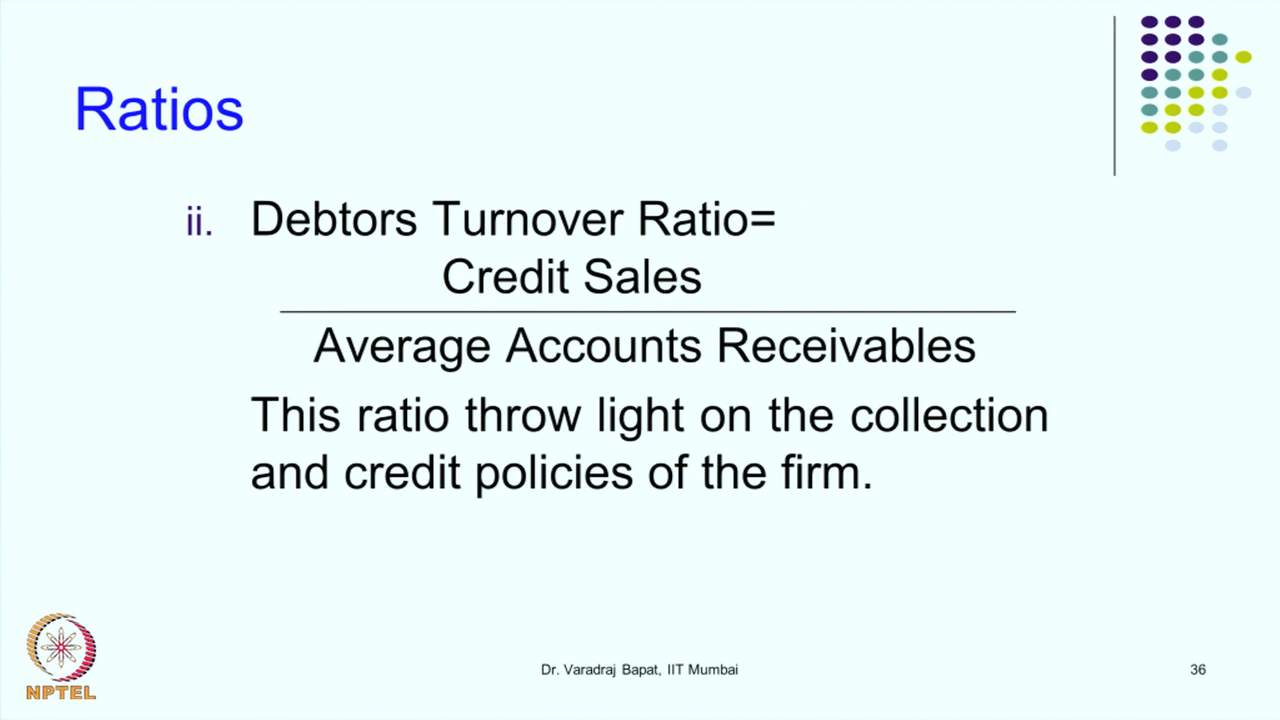 Ratios
ii. Debtors Turnover Ratio=
Credit Sales
Average Accounts Receivables
This ratio throw light on the collection
and credit policies of the firm.
NPTEL
Dr. Varadraj Bapat, IIT Mumbai
36